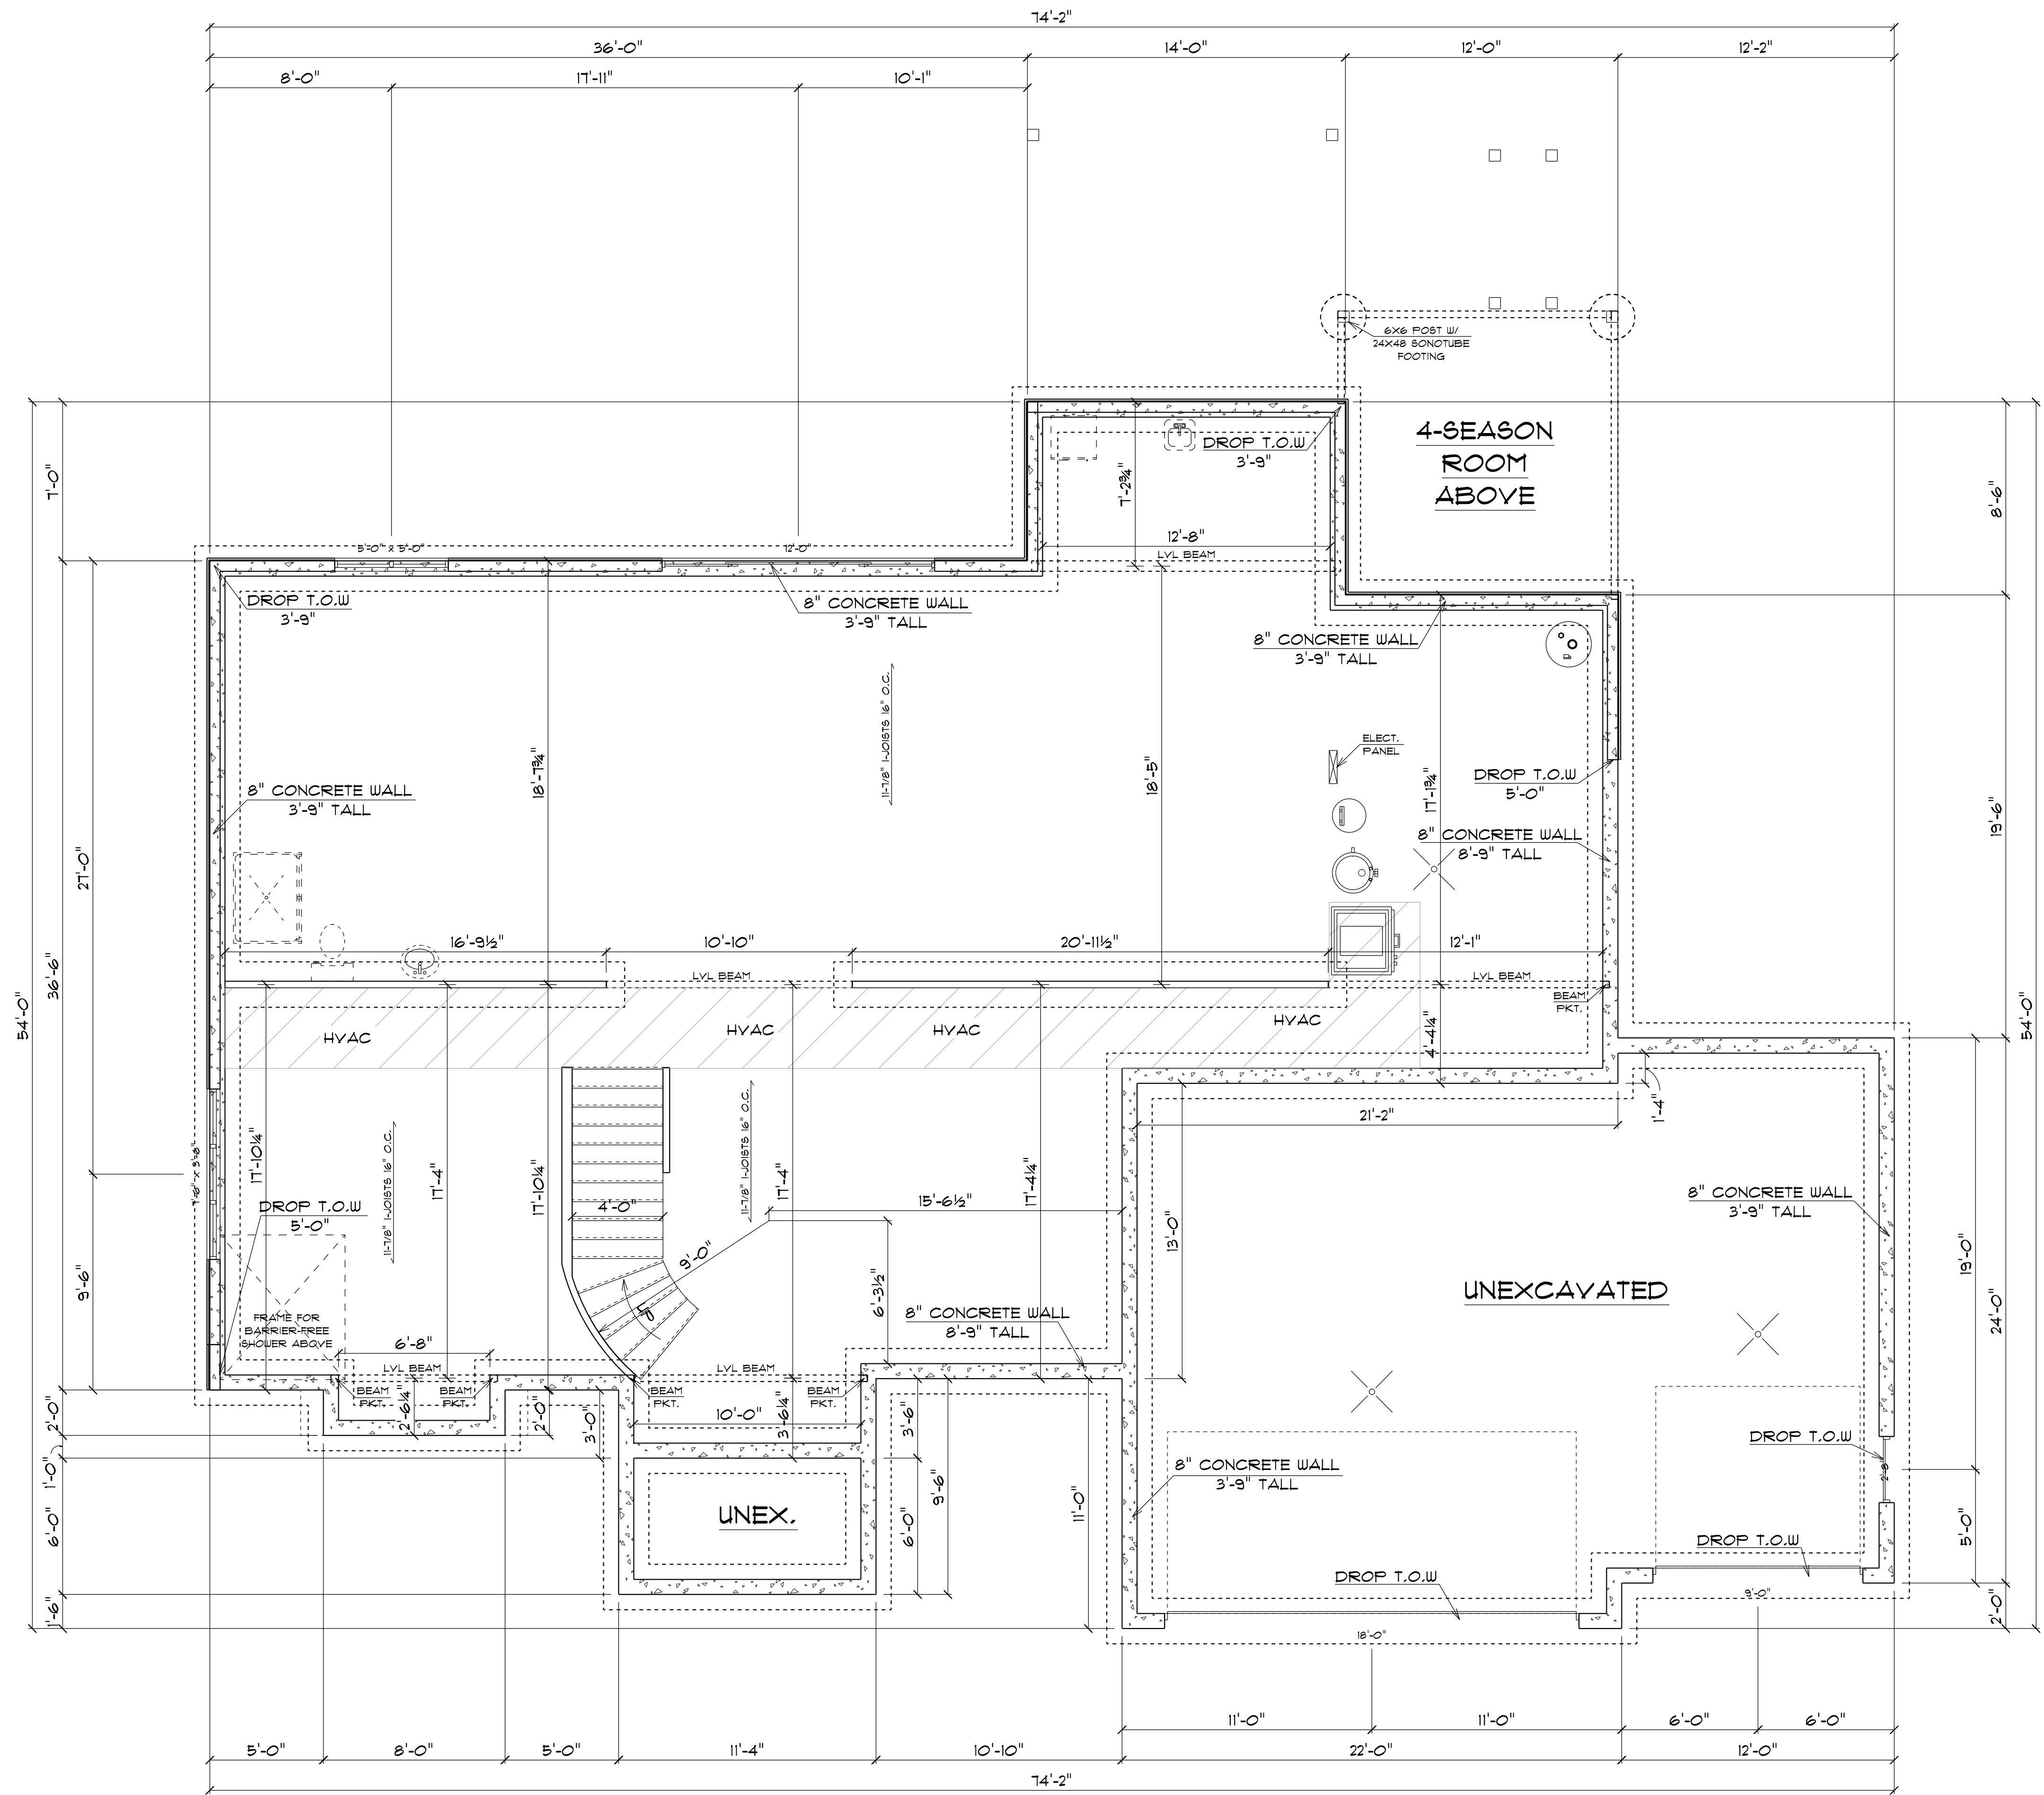 74'-2"
36'-0"
14'-0"
12'-0"
12'-2"
8'-0"
17'-11"
10'-1"
6X6 POST W/
24X48 SONOTUBE
FOOTING
4-SEASON
ROOM
ABOVE
DROP T.O.W
3'-9"
7'-0"
7'-2¾"
8'-6"
12'-8"
LVL BEAM
5'-0" x 5'-0"
12'-0"
DROP T.O.W
3'-9"
8" CONCRETE WALL
3'-9" TALL
8" CONCRETE WALL
3'-9" TALL
11-7/8" I-JOISTS 16" O.C.
ELECT.
PANEL
DROP T.O.W
5'-0"
18'-7¾"
18'-5"
17'-1¾"
8" CONCRETE WALL
3'-9" TALL
8" CONCRETE WALL
8'-9" TALL
19'-6"
27'-0"
36'-6"
54'-0"
54'-0"
16'-9½"
10'-10"
20'-11½"
12'-1"
LVL BEAM
LVL BEAM
BEAM
PKT.
HVAC
HVAC
HVAC
HVAC
4'-4¼"
21'-2"
1'-4"
17'-10¼"
11-7/8" I-JOISTS 16" O.C.
17'-4"
17'-10¼"
11-7/8" I-JOISTS 16" O.C.
17'-4"
17'-4¼"
DROP T.O.W
5'-0"
4'-0"
15'-6½"
9'-0"
UP
13'-0"
8" CONCRETE WALL
3'-9" TALL
19'-0"
24'-0"
9'-6"
6'-3½"
UNEXCAVATED
8" CONCRETE WALL
8'-9" TALL
FRAME FOR
BARRIER-FREE
SHOWER ABOVE
6'-8"
LVL BEAM
LVL BEAM
BEAM
PKT.
BEAM
PKT.
BEAM
PKT.
BEAM
PKT.
2'-0"
2'-6¼"
2'-0"
3'-0"
10'-0"
3'-6¼"
3'-6"
DROP T.O.W
2'-8"
8" CONCRETE WALL
3'-9" TALL
1'-0"
6'-0"
UNEX.
6'-0"
9'-6"
11'-0"
5'-0"
DROP T.O.W
DROP T.O.W
9'-0"
18'-0"
1'-6"
2'-0"
11'-0"
11'-0"
6'-0"
6'-0"
5'-0"
8'-0"
5'-0"
11'-4"
10'-10"
22'-0"
12'-0"
74'-2"